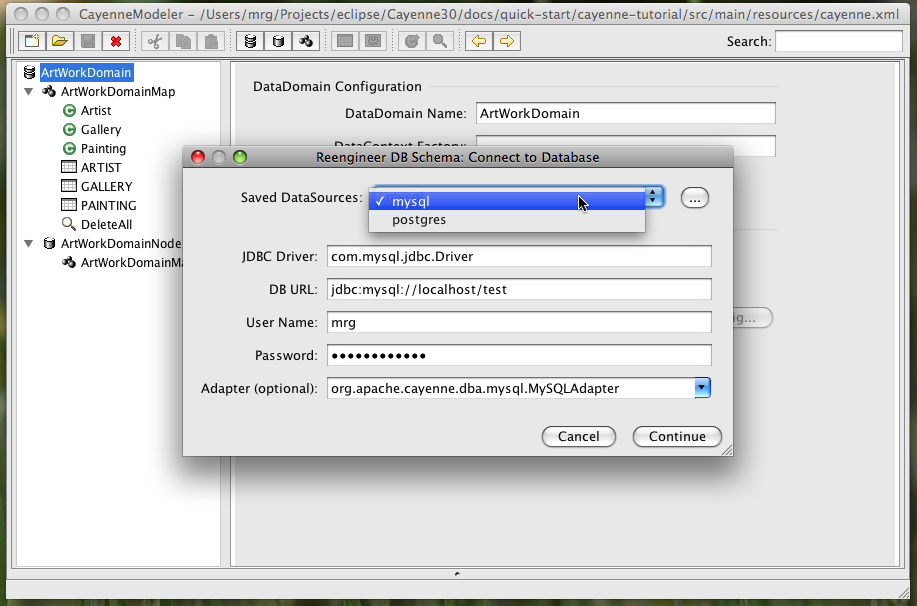 CayenneModeler – /Users/mrg/Projects/eclipse/Cayenne30/docs/quick-start/cayenne-tutorial/src/main/resources/cayenne.xml
Search:
ArtWorkDomain
ArtWorkDomainMap
Artist
Gallery
Painting
ARTIST
GALLERY
PAINTING
DeleteAll
ArtWorkDomainNode
ArtWorkDomainMa
DataDomain Configuration
DataDomain Name: ArtWorkDomain
DataContext Factory:
Reengineer DB Schema: Connect to Database
Saved DataSources:
✓ mysql
postgres
...
JDBC Driver: com.mysql.jdbc.Driver
DB URL: jdbc:mysql://localhost/test
User Name: mrg
Password: ••••••••••••
Adapter (optional): org.apache.cayenne.dba.mysql.MySQLAdapter
Cancel Continue
ig...